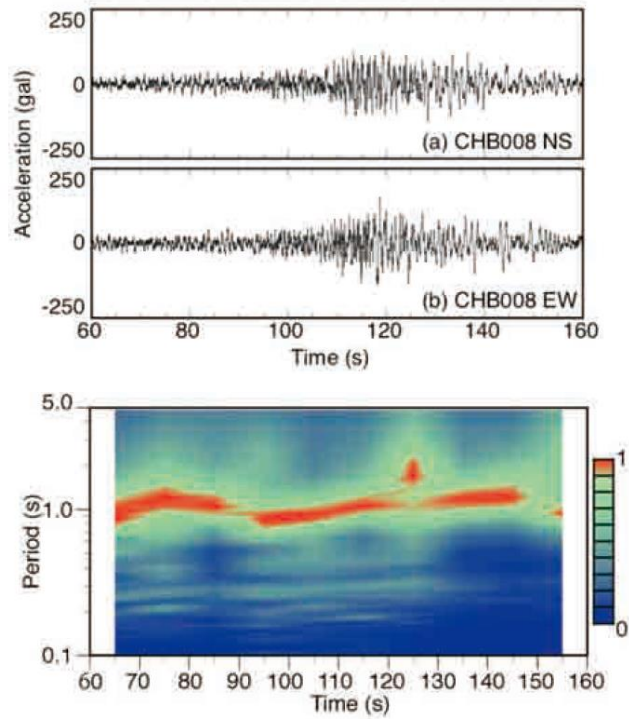 250
0
-250
(a) CHB008 NS
250
0
-250
(b) CHB008 EW
Acceleration (gal)
60 80 100 120 140 160
Time (s)
5.0
1.0
0.1
Period (s)
60 70 80 90 100 110 120 130 140 150 160
Time (s)
1
0